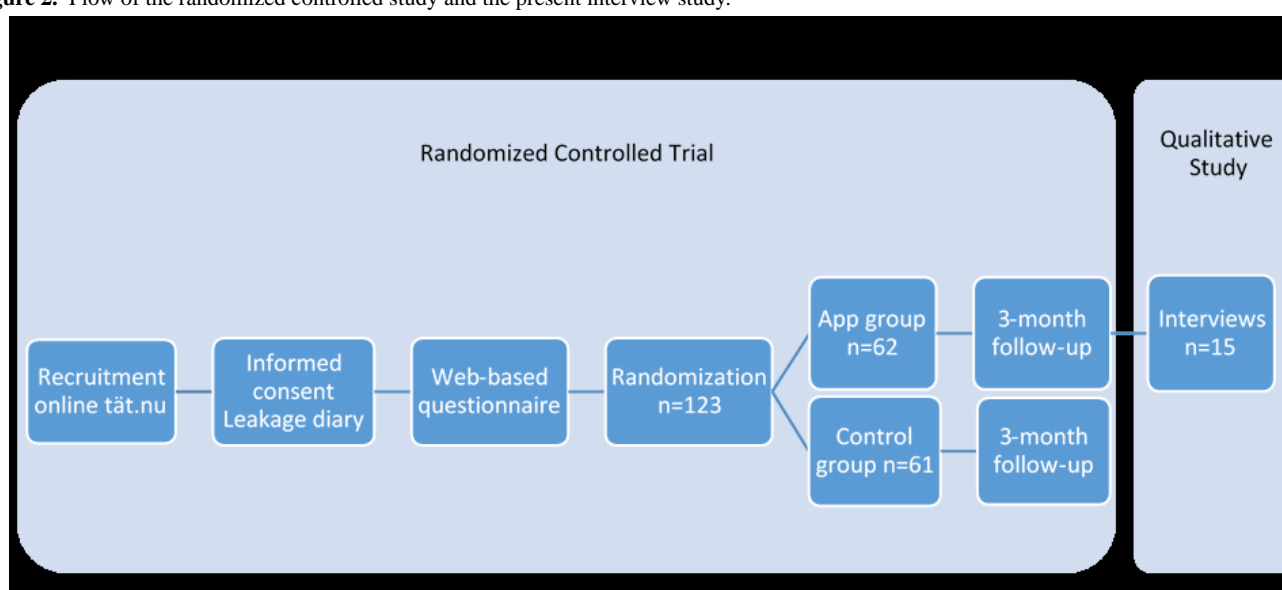 gure 2. Flow of the randomized controlled study and the present interview study.
Randomized Controlled Trial
Qualitative
Study
Recruitment
online tät.nu
Informed
consent
Leakage diary
Web-based
questionnaire
Randomization
n=123
App group
n=62
3-month
follow-up
Control
group n=61
3-month
follow-up
Interviews
n=15